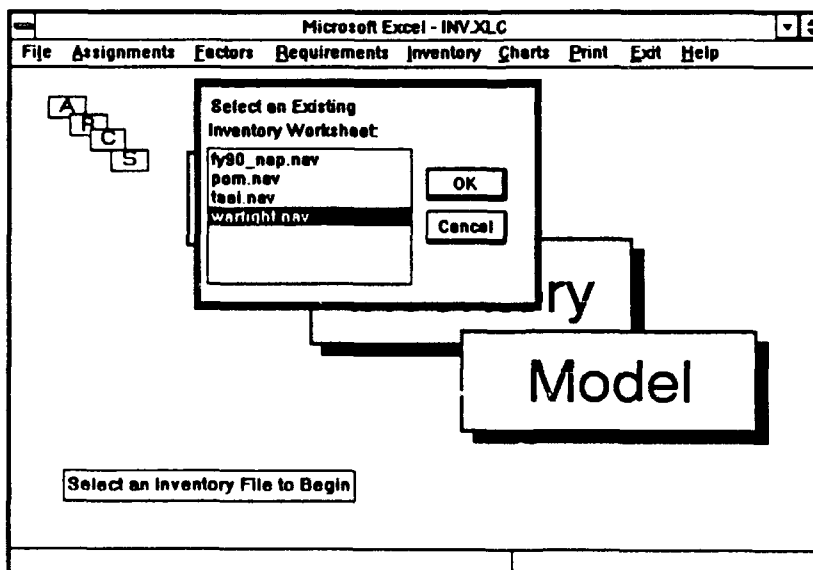 Microsoft Excel - INV.XLC
File Assignments Factors Requirements Inventory Charts Print Exit Help
A
R
C
S
Select an Existing
Inventory Worksheet:
fy90_nap.nav
pom.nav
taal.nav
warfight.nav
OK
Cancel
ry
Model
Select an Inventory File to Begin